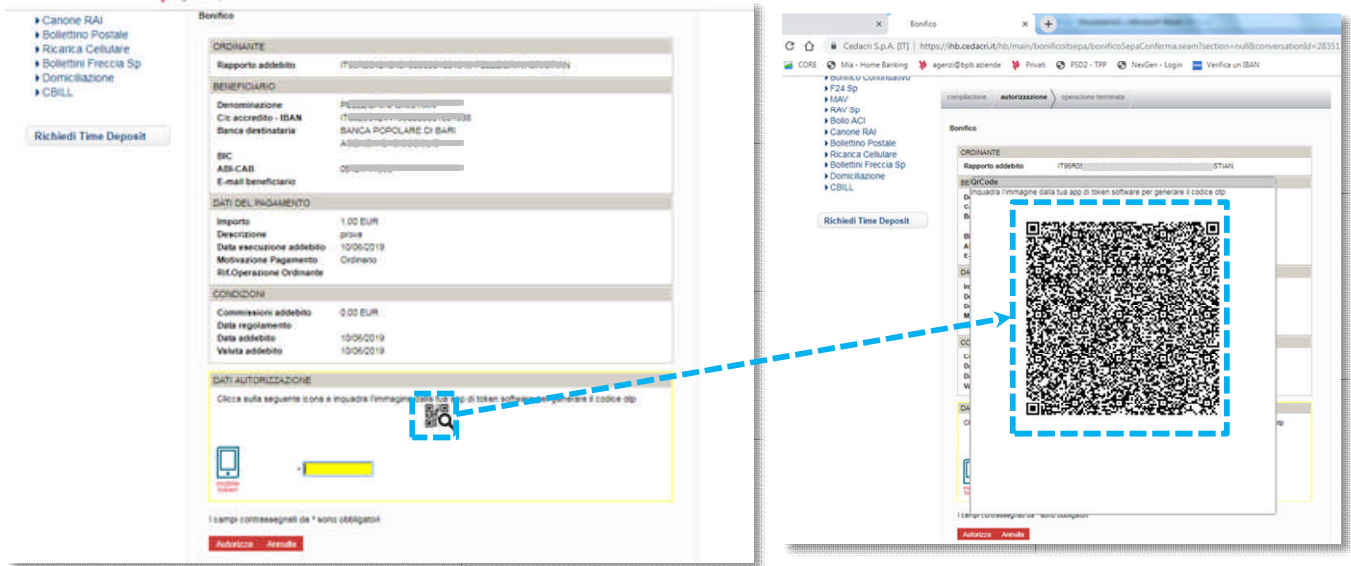 Canone RAI
Bollettino Postale
Ricarica Cellulare
Bollettini Freccia Sp
Domiciliazione
CBILL
Richiedi Time Deposit
Bonifico
ORDINANTE
Rapporto addebito
BENEFICIARIO
Denominazione
C/c accredito - IBAN
Banca destinataria BANCA POPOLARE DI BARI
BIC
ABI-CAB
E-mail beneficiario
DATI DEL PAGAMENTO
Importo 1.00 EUR
Descrizione prova
Data esecuzione addebito 10/06/2019
Motivazione Pagamento Ordinario
Rif.Operazione Ordinante
CONDIZIONI
Commissioni addebito 0,00 EUR
Data regolamento
Data addebito 10/06/2019
Valuta addebito 10/06/2019
DATI AUTORIZZAZIONE
Clicca sulla seguente icona e inquadra l'immagine dalla tua app di token software per generare il codice otp
mobile
token
*
I campi contrassegnati da * sono obbligatori
Autorizza Annulla
Bonifico
Cedacri S.p.A. [IT] | https://ihb.cedacri.it/hb/main/bonificoitsepa/bonificoSepaConferma.seam?section=null&conversationId=28351
CORE Mia - Home Banking agenzi@bpb aziende Privati PSD2 - TPP NexGen - Login Verifica un IBAN
Bonifico Continuativo
F24 Sp
MAV
RAV Sp
Bollo ACI
Canone RAI
Bollettino Postale
Ricarica Cellulare
Bollettini Freccia Sp
Domiciliazione
CBILL
Richiedi Time Deposit
compilazione autorizzazione operazione terminata
Bonifico
ORDINANTE
Rapporto addebito STIAN
QrCode
Inquadra l'immagine dalla tua app di token software per generare il codice otp
I campi contrassegnati da * sono obbligatori
Autorizza Annulla